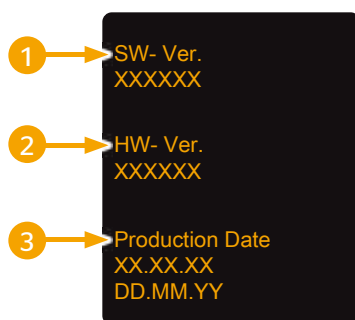 1
SW- Ver.
XXXXXX
2
HW- Ver.
XXXXXX
3
Production Date
XX.XX.XX
DD.MM.YY